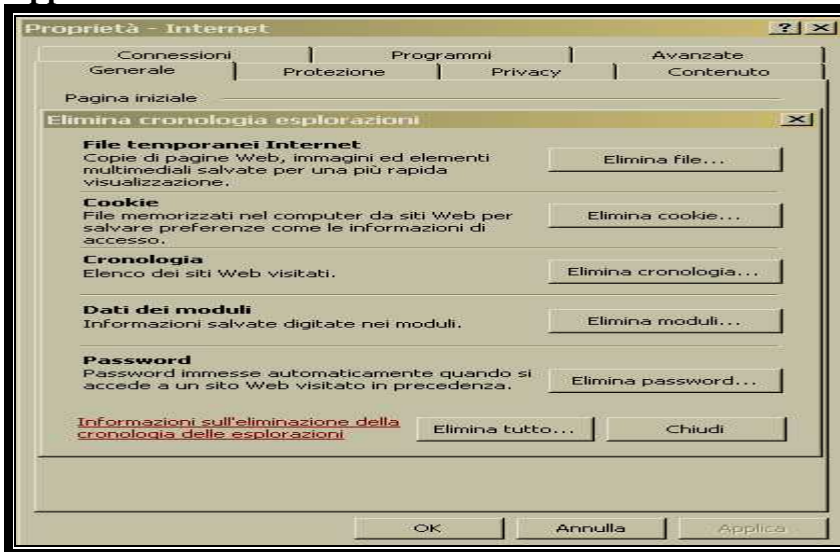 Proprietà - Internet
Connessioni Programmi Avanzate
Generale Protezione Privacy Contenuto
Pagina iniziale
Elimina cronologia esplorazioni
File temporanei Internet
Copie di pagine Web, immagini ed elementi
multimediali salvate per una più rapida
visualizzazione.
Elimina file...
Cookie
File memorizzati nel computer da siti Web per
salvare preferenze come le informazioni di
accesso.
Elimina cookie...
Cronologia
Elenco dei siti Web visitati.
Elimina cronologia...
Dati dei moduli
Informazioni salvate digitate nei moduli.
Elimina moduli...
Password
Password immesse automaticamente quando si
accede a un sito Web visitato in precedenza.
Elimina password...
Informazioni sull'eliminazione della
cronologia delle esplorazioni
Elimina tutto...
Chiudi
OK Annulla Applica